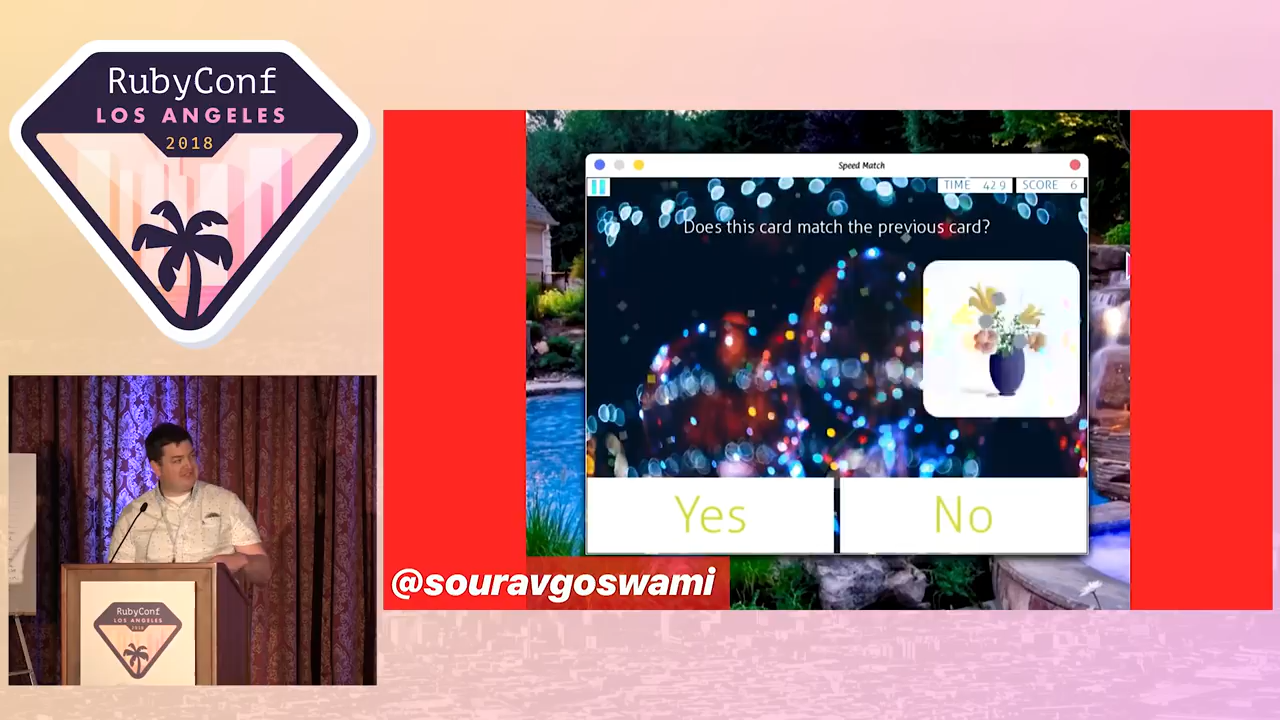 RubyConf
LOS ANGELES
2018
Speed Match
TIME 42 9
SCORE 6
Does this card match the previous card?
Yes
No
@souravgoswami
RubyConf
LOS ANGELES
2018